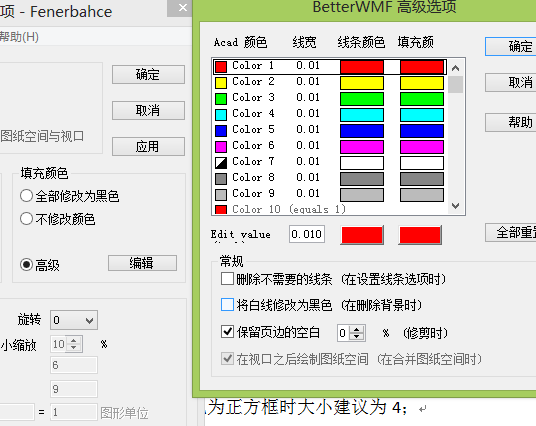 项 - Fenerbahce
帮助(H)
确定
取消
图纸空间与视口
应用
填充颜色
全部修改为黑色
不修改颜色
高级
编辑
旋转 0
小缩放 10 %
6
9
= 1 图形单位
BetterWMF 高级选项
Acad 颜色 线宽 线条颜色 填充颜
Color 1 0.01
Color 2 0.01
Color 3 0.01
Color 4 0.01
Color 5 0.01
Color 6 0.01
Color 7 0.01
Color 8 0.01
Color 9 0.01
Color 10 (equals 1)
确定
取消
帮助
Edit value 0.010
全部重置
常规
删除不需要的线条 (在设置线条选项时)
将白线修改为黑色 (在删除背景时)
保留页边的空白 0 % (修剪时)
在视口之后绘制图纸空间 (在合并图纸空间时)
为正方框时大小建议为 4；